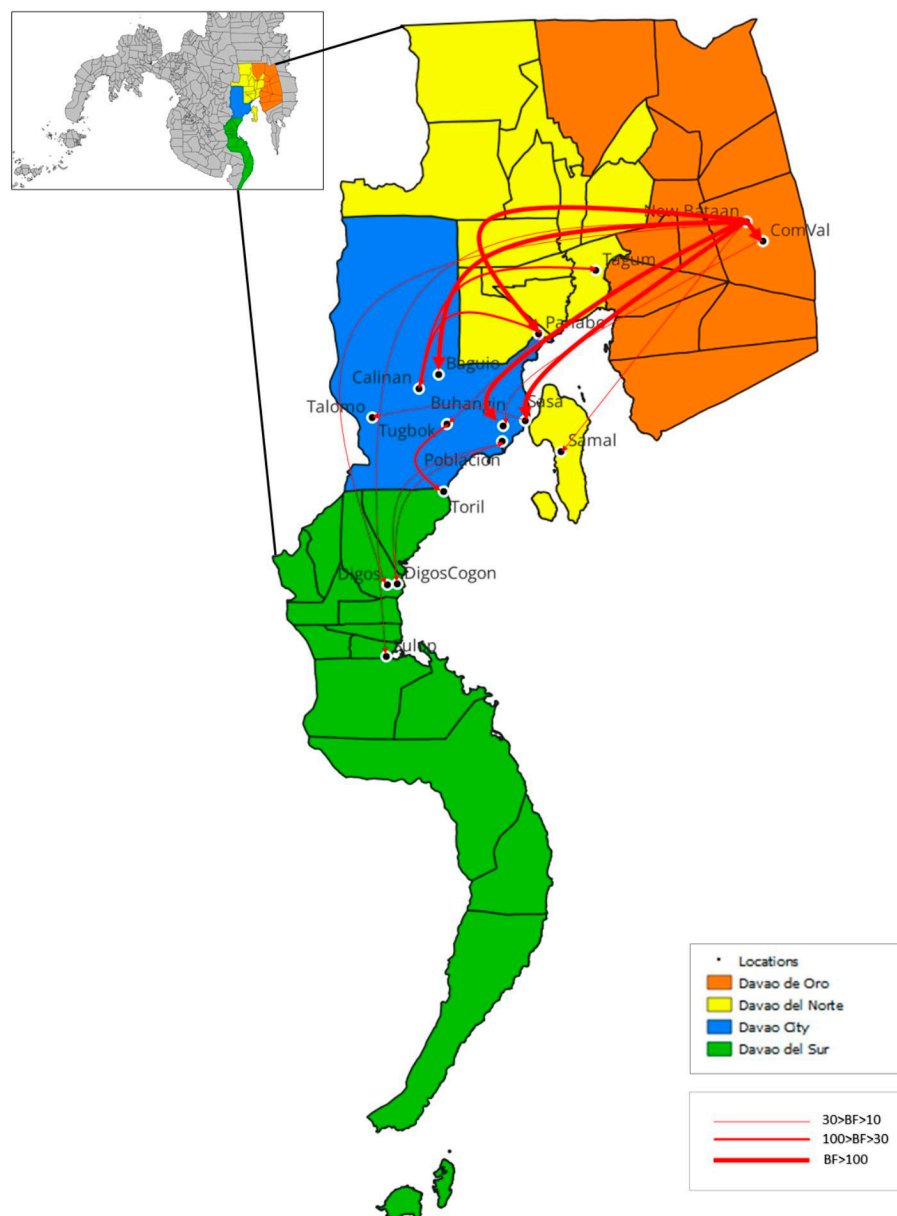 New Bataan
ComVal
Tagum
Panabo
Baguio
Calinan
Talomo
Buhangin
Sasa
Tugbok
Samal
Poblacion
Toril
Digos
DigosCogon
Sulop
Locations
Davao de Oro
Davao del Norte
Davao City
Davao del Sur
30>BF>10
100>BF>30
BF>100